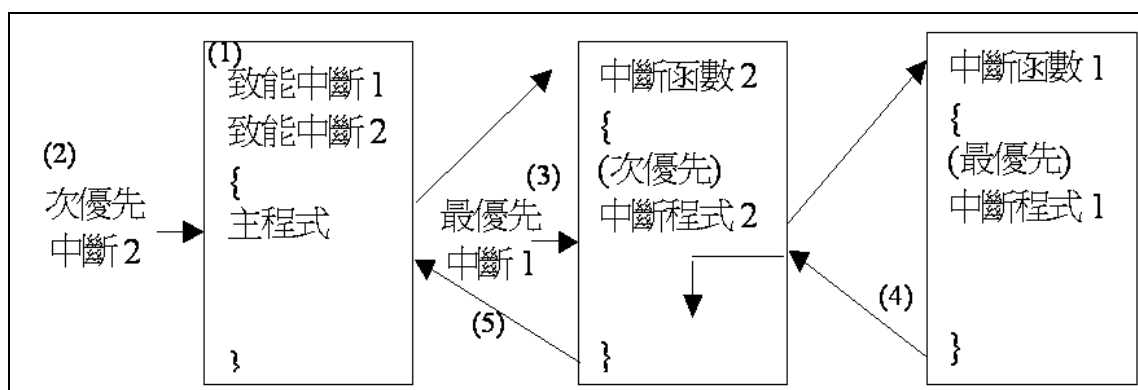 (1)
致能中斷1
致能中斷2
{
主程式
}
(2)
次優先
中斷2
(3)
最優先
中斷1
(5)
中斷函數2
{
(次優先)
中斷程式2
}
(4)
中斷函數1
{
(最優先)
中斷程式1
}